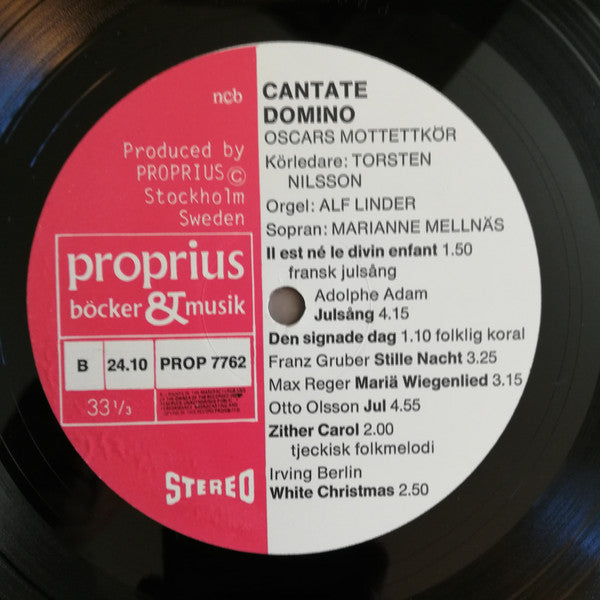 ncb
Produced by
PROPRIUS ©
Stockholm
Sweden
proprius
böcker & musik
B 24.10 PROP 7762
33 1/3
STEREO
CANTATE
DOMINO
OSCARS MOTTETTKÖR
Körledare: TORSTEN
NILSSON
Orgel: ALF LINDER
Sopran: MARIANNE MELLNÄS
Il est né le divin enfant 1.50
fransk julsång
Adolphe Adam
Julsång 4.15
Den signade dag 1.10 folklig koral
Franz Gruber Stille Nacht 3.25
Max Reger Mariä Wiegenlied 3.15
Otto Olsson Jul 4.55
Zither Carol 2.00
tjeckisk folkmelodi
Irving Berlin
White Christmas 2.50